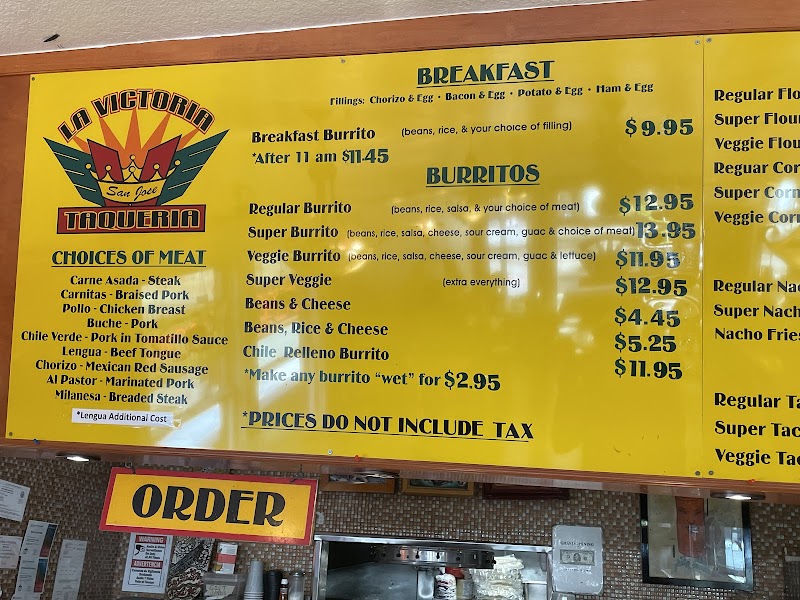 LA VICTORIA
San Jose
TAQUERIA
CHOICES OF MEAT
Carne Asada - Steak
Carnitas - Braised Pork
Pollo - Chicken Breast
Buche - Pork
Chile Verde - Pork in Tomatillo Sauce
Lengua - Beef Tongue
Chorizo - Mexican Red Sausage
Al Pastor - Marinated Pork
Milanesa - Breaded Steak
*Lengua Additional Cost
BREAKFAST
Fillings: Chorizo & Egg • Bacon & Egg • Potato & Egg • Ham & Egg
Breakfast Burrito (beans, rice, & your choice of filling) $9.95
*After 11 am $11.45
BURRITOS
Regular Burrito (beans, rice, salsa, & your choice of meat) $12.95
Super Burrito (beans, rice, salsa, cheese, sour cream, guac & choice of meat) 13.95
Veggie Burrito (beans, rice, salsa, cheese, sour cream, guac & lettuce) $11.95
Super Veggie (extra everything) $12.95
Beans & Cheese $4.45
Beans, Rice & Cheese $5.25
Chile Relleno Burrito $11.95
*Make any burrito "wet" for $2.95
*PRICES DO NOT INCLUDE TAX
Regular Flo
Super Flou
Veggie Flou
Reguar Cor
Super Corn
Veggie Corn
Regular Nac
Super Nach
Nacho Fries
Regular Ta
Super Tac
Veggie Tac
ORDER
WARNING
ADVERTENCIA